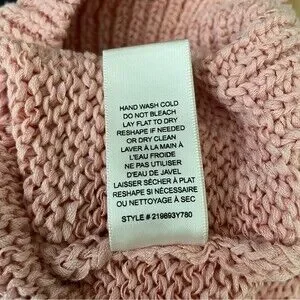 HAND WASH COLD
DO NOT BLEACH
LAY FLAT TO DRY
RESHAPE IF NEEDED
OR DRY CLEAN
LAVER À LA MAIN À
L'EAU FROIDE
NE PAS UTILISER
D'EAU DE JAVEL
LAISSER SÉCHER À PLAT
RESHAPE SI NÉCESSAIRE
OU NETTOYAGE À SEC
STYLE # 219893Y780